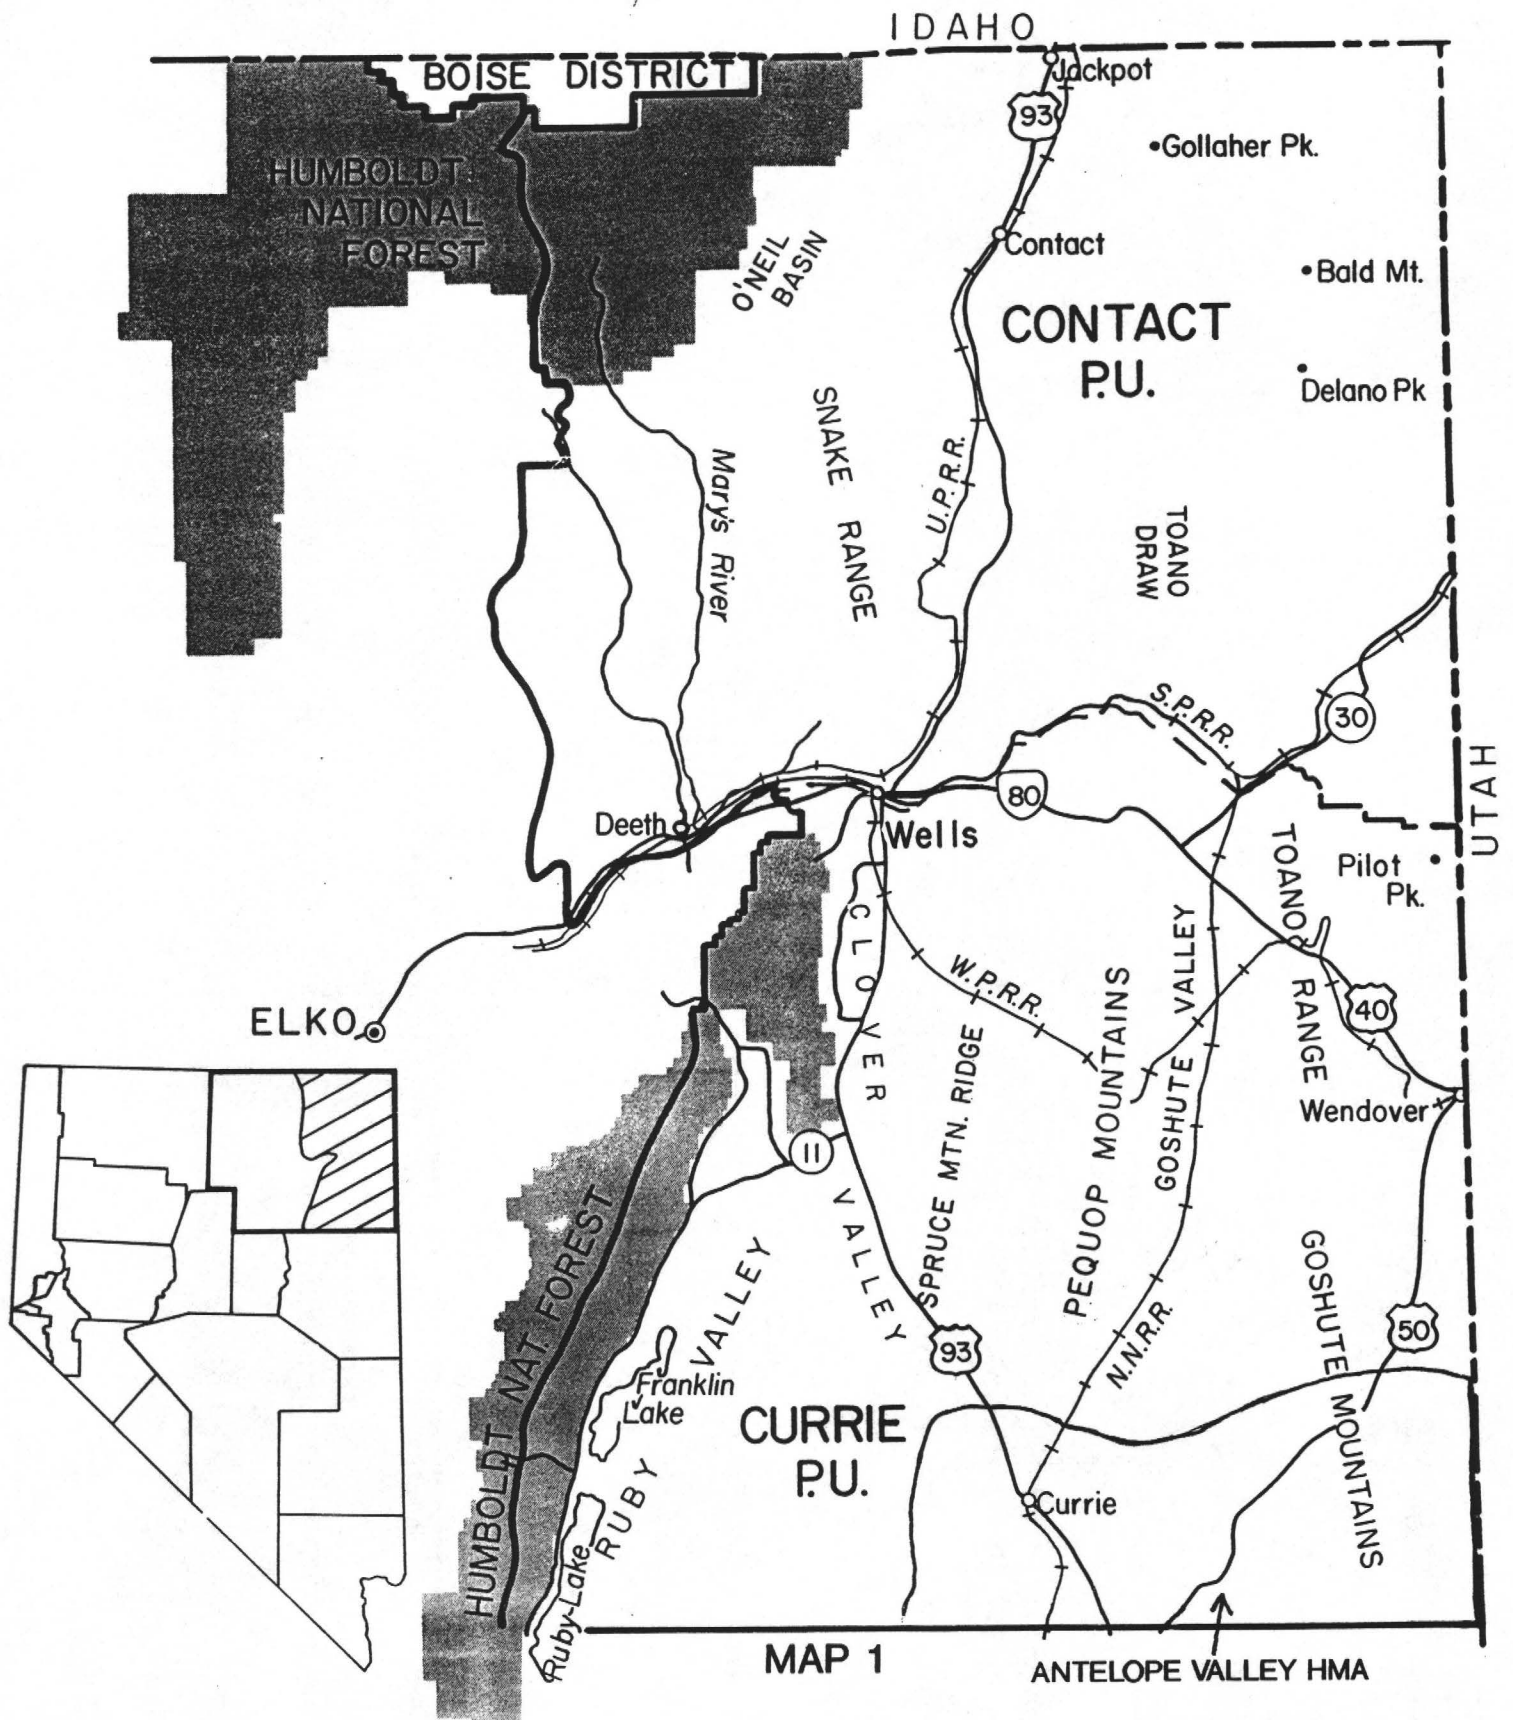 IDAHO
BOISE DISTRICT
Jackpot
93
Gollaher Pk.
HUMBOLDT
NATIONAL
FOREST
O'NEIL
BASIN
Contact
Bald Mt.
CONTACT
P.U.
Delano Pk
SNAKE RANGE
U.P.R.R.
Mary's River
TOANO
DRAW
S.P.R.R.
30
UTAH
80
Deeth
Wells
Pilot
Pk.
TOANO RANGE
CLOVER VALLEY
W.P.R.R.
40
ELKO
SPRUCE MTN. RIDGE
PEQUOP MOUNTAINS
GOSHUTE VALLEY
Wendover
11
HUMBOLDT NAT. FOREST
RUBY VALLEY
GOSHUTE MOUNTAINS
50
93
N.N.R.R.
Franklin
Lake
CURRIE
P.U.
Currie
Ruby-Lake
MAP 1
ANTELOPE VALLEY HMA